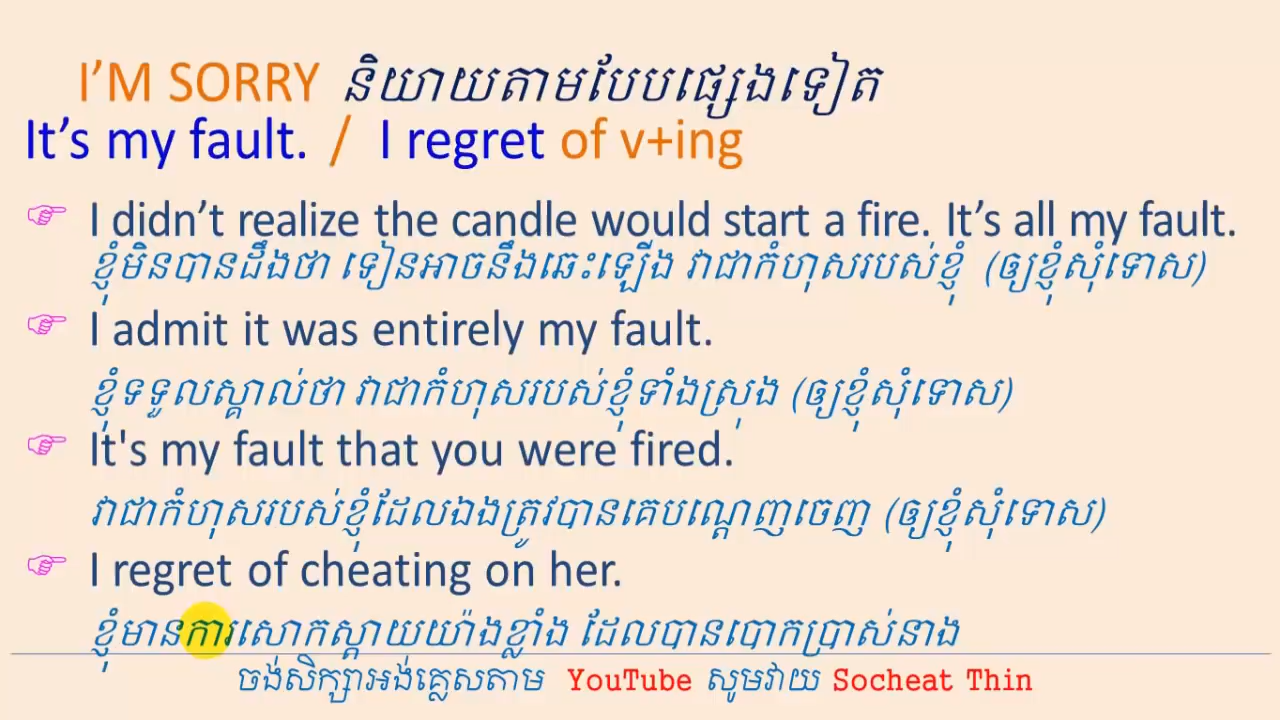 I’M SORRY និយាយតាមបែបផ្សេងទៀត
It’s my fault. / I regret of v+ing
☞ I didn’t realize the candle would start a fire. It’s all my fault.
ខ្ញុំមិនបានដឹងថា ទៀនអាចនឹងឆេះឡើង វាជាកំហុសរបស់ខ្ញុំ (ឲ្យខ្ញុំសុំទោស)
☞ I admit it was entirely my fault.
ខ្ញុំទទួលស្គាល់ថា វាជាកំហុសរបស់ខ្ញុំទាំងស្រុង (ឲ្យខ្ញុំសុំទោស)
☞ It's my fault that you were fired.
វាជាកំហុសរបស់ខ្ញុំដែលឯងត្រូវបានគេបណ្ដេញចេញ (ឲ្យខ្ញុំសុំទោស)
☞ I regret of cheating on her.
ខ្ញុំមានការសោកស្ដាយយ៉ាងខ្លាំង ដែលបានបោកប្រាស់នាង
ចង់សិក្សាអង់គ្លេសតាម YouTube សូមវាយ Socheat Thin